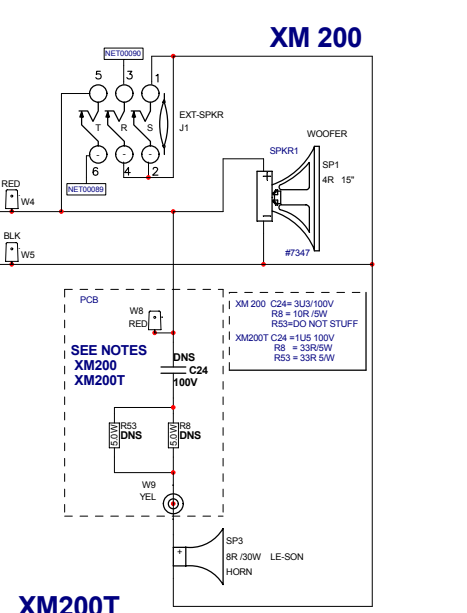 XM 200
NET00090
5 3 1
T R S
EXT-SPKR
J1
6 4 2
NET00089
WOOFER
SPKR1
SP1
4R 15"
#7347
RED
W4
BLK
W5
PCB
W8
RED
SEE NOTES
XM200
XM200T
DNS
C24
100V
XM 200 C24= 3U3/100V
R8 = 10R /5W
R53=DO NOT STUFF
XM200T C24 =1U5 100V
R8 = 33R/5W
R53 = 33R 5/W
5.0W
R53
DNS
5.0W
R8
DNS
W9
YEL
SP3
8R /30W LE-SON
HORN
XM200T